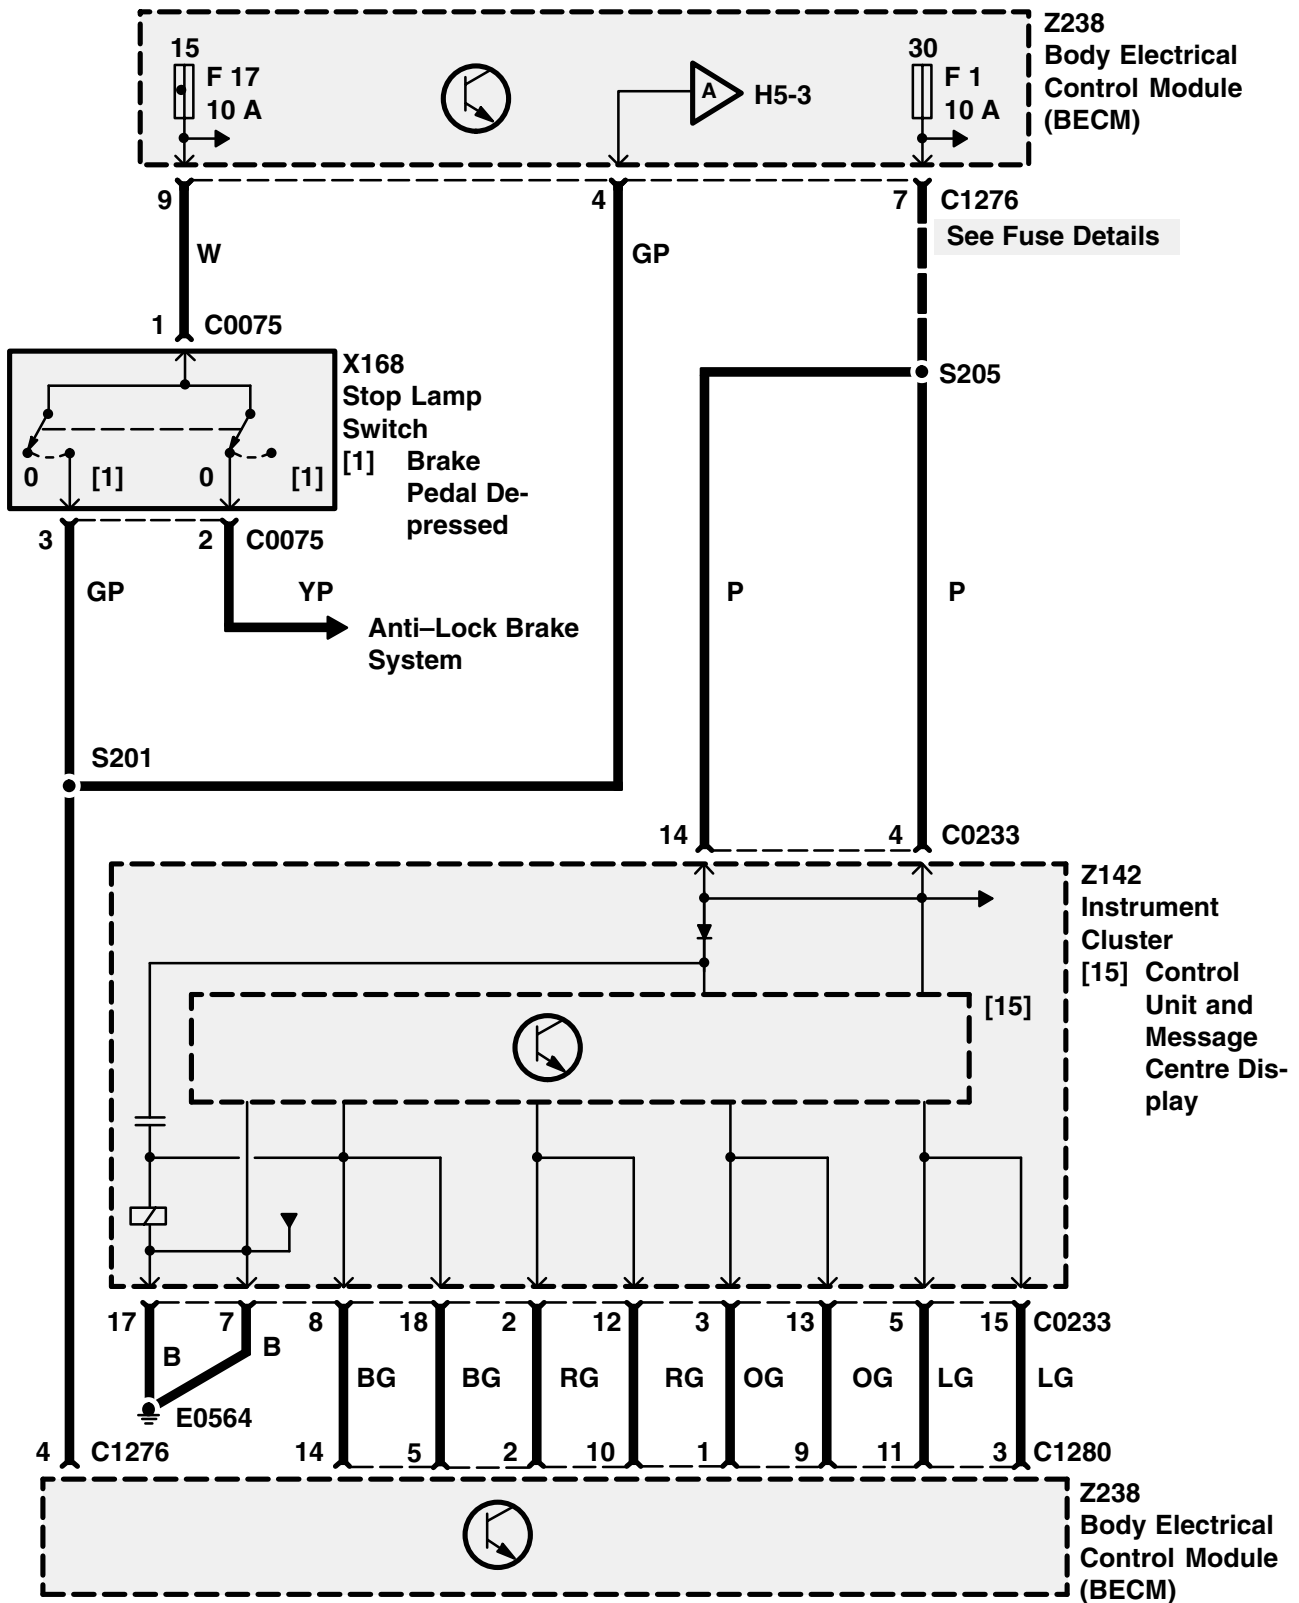 Z238
Body Electrical
Control Module
(BECM)
15
F 17
10 A
A
H5-3
30
F 1
10 A
9
4
7
C1276
See Fuse Details
W
GP
1
C0075
X168
Stop Lamp
Switch
[1] Brake
Pedal De-
pressed
S205
0
[1]
0
[1]
3
2
C0075
GP
YP
P
P
Anti–Lock Brake
System
S201
14
4
C0233
Z142
Instrument
Cluster
[15] Control
Unit and
Message
Centre Dis-
play
[15]
17
7
8
18
2
12
3
13
5
15
C0233
B
B
BG
BG
RG
RG
OG
OG
LG
LG
E0564
4
C1276
14
5
2
10
1
9
11
3
C1280
Z238
Body Electrical
Control Module
(BECM)